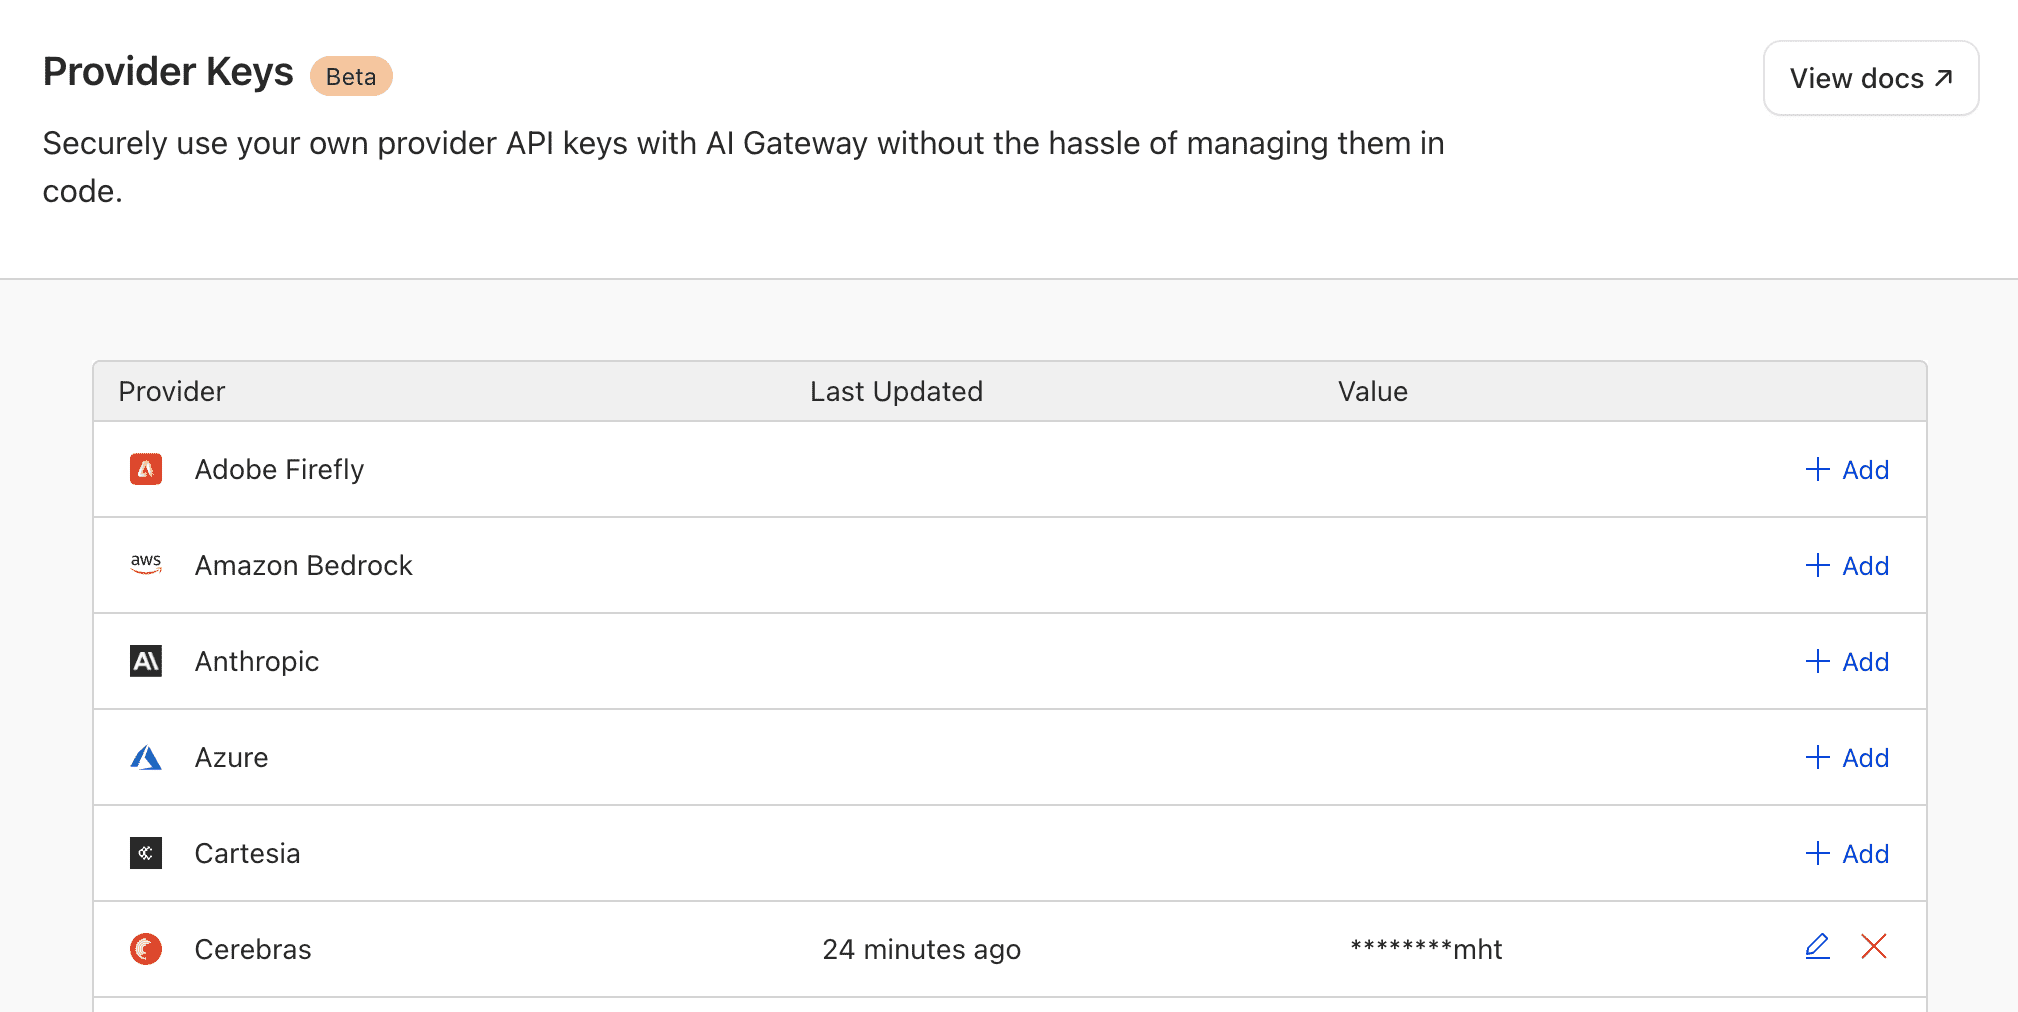 Provider Keys Beta
View docs ↗
Securely use your own provider API keys with AI Gateway without the hassle of managing them in
code.
Provider Last Updated Value
Adobe Firefly + Add
aws Amazon Bedrock + Add
AI Anthropic + Add
Azure + Add
Cartesia + Add
Cerebras 24 minutes ago ********mht